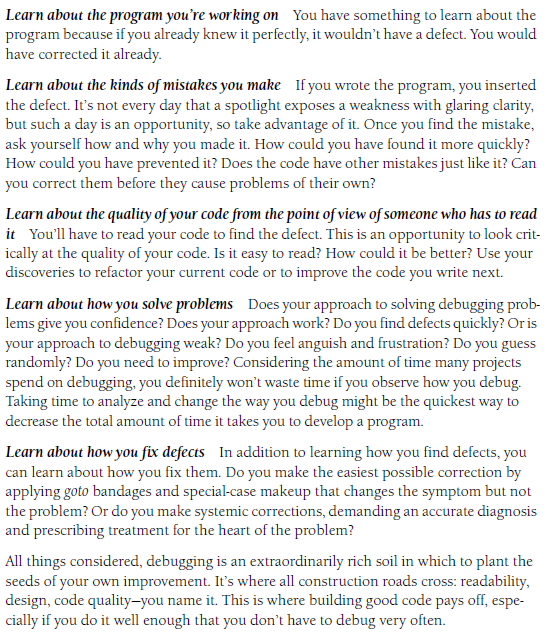 Learn about the program you're working on You have something to learn about the
program because if you already knew it perfectly, it wouldn't have a defect. You would
have corrected it already.
Learn about the kinds of mistakes you make If you wrote the program, you inserted
the defect. It's not every day that a spotlight exposes a weakness with glaring clarity,
but such a day is an opportunity, so take advantage of it. Once you find the mistake,
ask yourself how and why you made it. How could you have found it more quickly?
How could you have prevented it? Does the code have other mistakes just like it? Can
you correct them before they cause problems of their own?
Learn about the quality of your code from the point of view of someone who has to read
it You'll have to read your code to find the defect. This is an opportunity to look crit-
ically at the quality of your code. Is it easy to read? How could it be better? Use your
discoveries to refactor your current code or to improve the code you write next.
Learn about how you solve problems Does your approach to solving debugging prob-
lems give you confidence? Does your approach work? Do you find defects quickly? Or is
your approach to debugging weak? Do you feel anguish and frustration? Do you guess
randomly? Do you need to improve? Considering the amount of time many projects
spend on debugging, you definitely won't waste time if you observe how you debug.
Taking time to analyze and change the way you debug might be the quickest way to
decrease the total amount of time it takes you to develop a program.
Learn about how you fix defects In addition to learning how you find defects, you
can learn about how you fix them. Do you make the easiest possible correction by
applying goto bandages and special-case makeup that changes the symptom but not
the problem? Or do you make systemic corrections, demanding an accurate diagnosis
and prescribing treatment for the heart of the problem?
All things considered, debugging is an extraordinarily rich soil in which to plant the
seeds of your own improvement. It's where all construction roads cross: readability,
design, code quality—you name it. This is where building good code pays off, espe-
cially if you do it well enough that you don't have to debug very often.